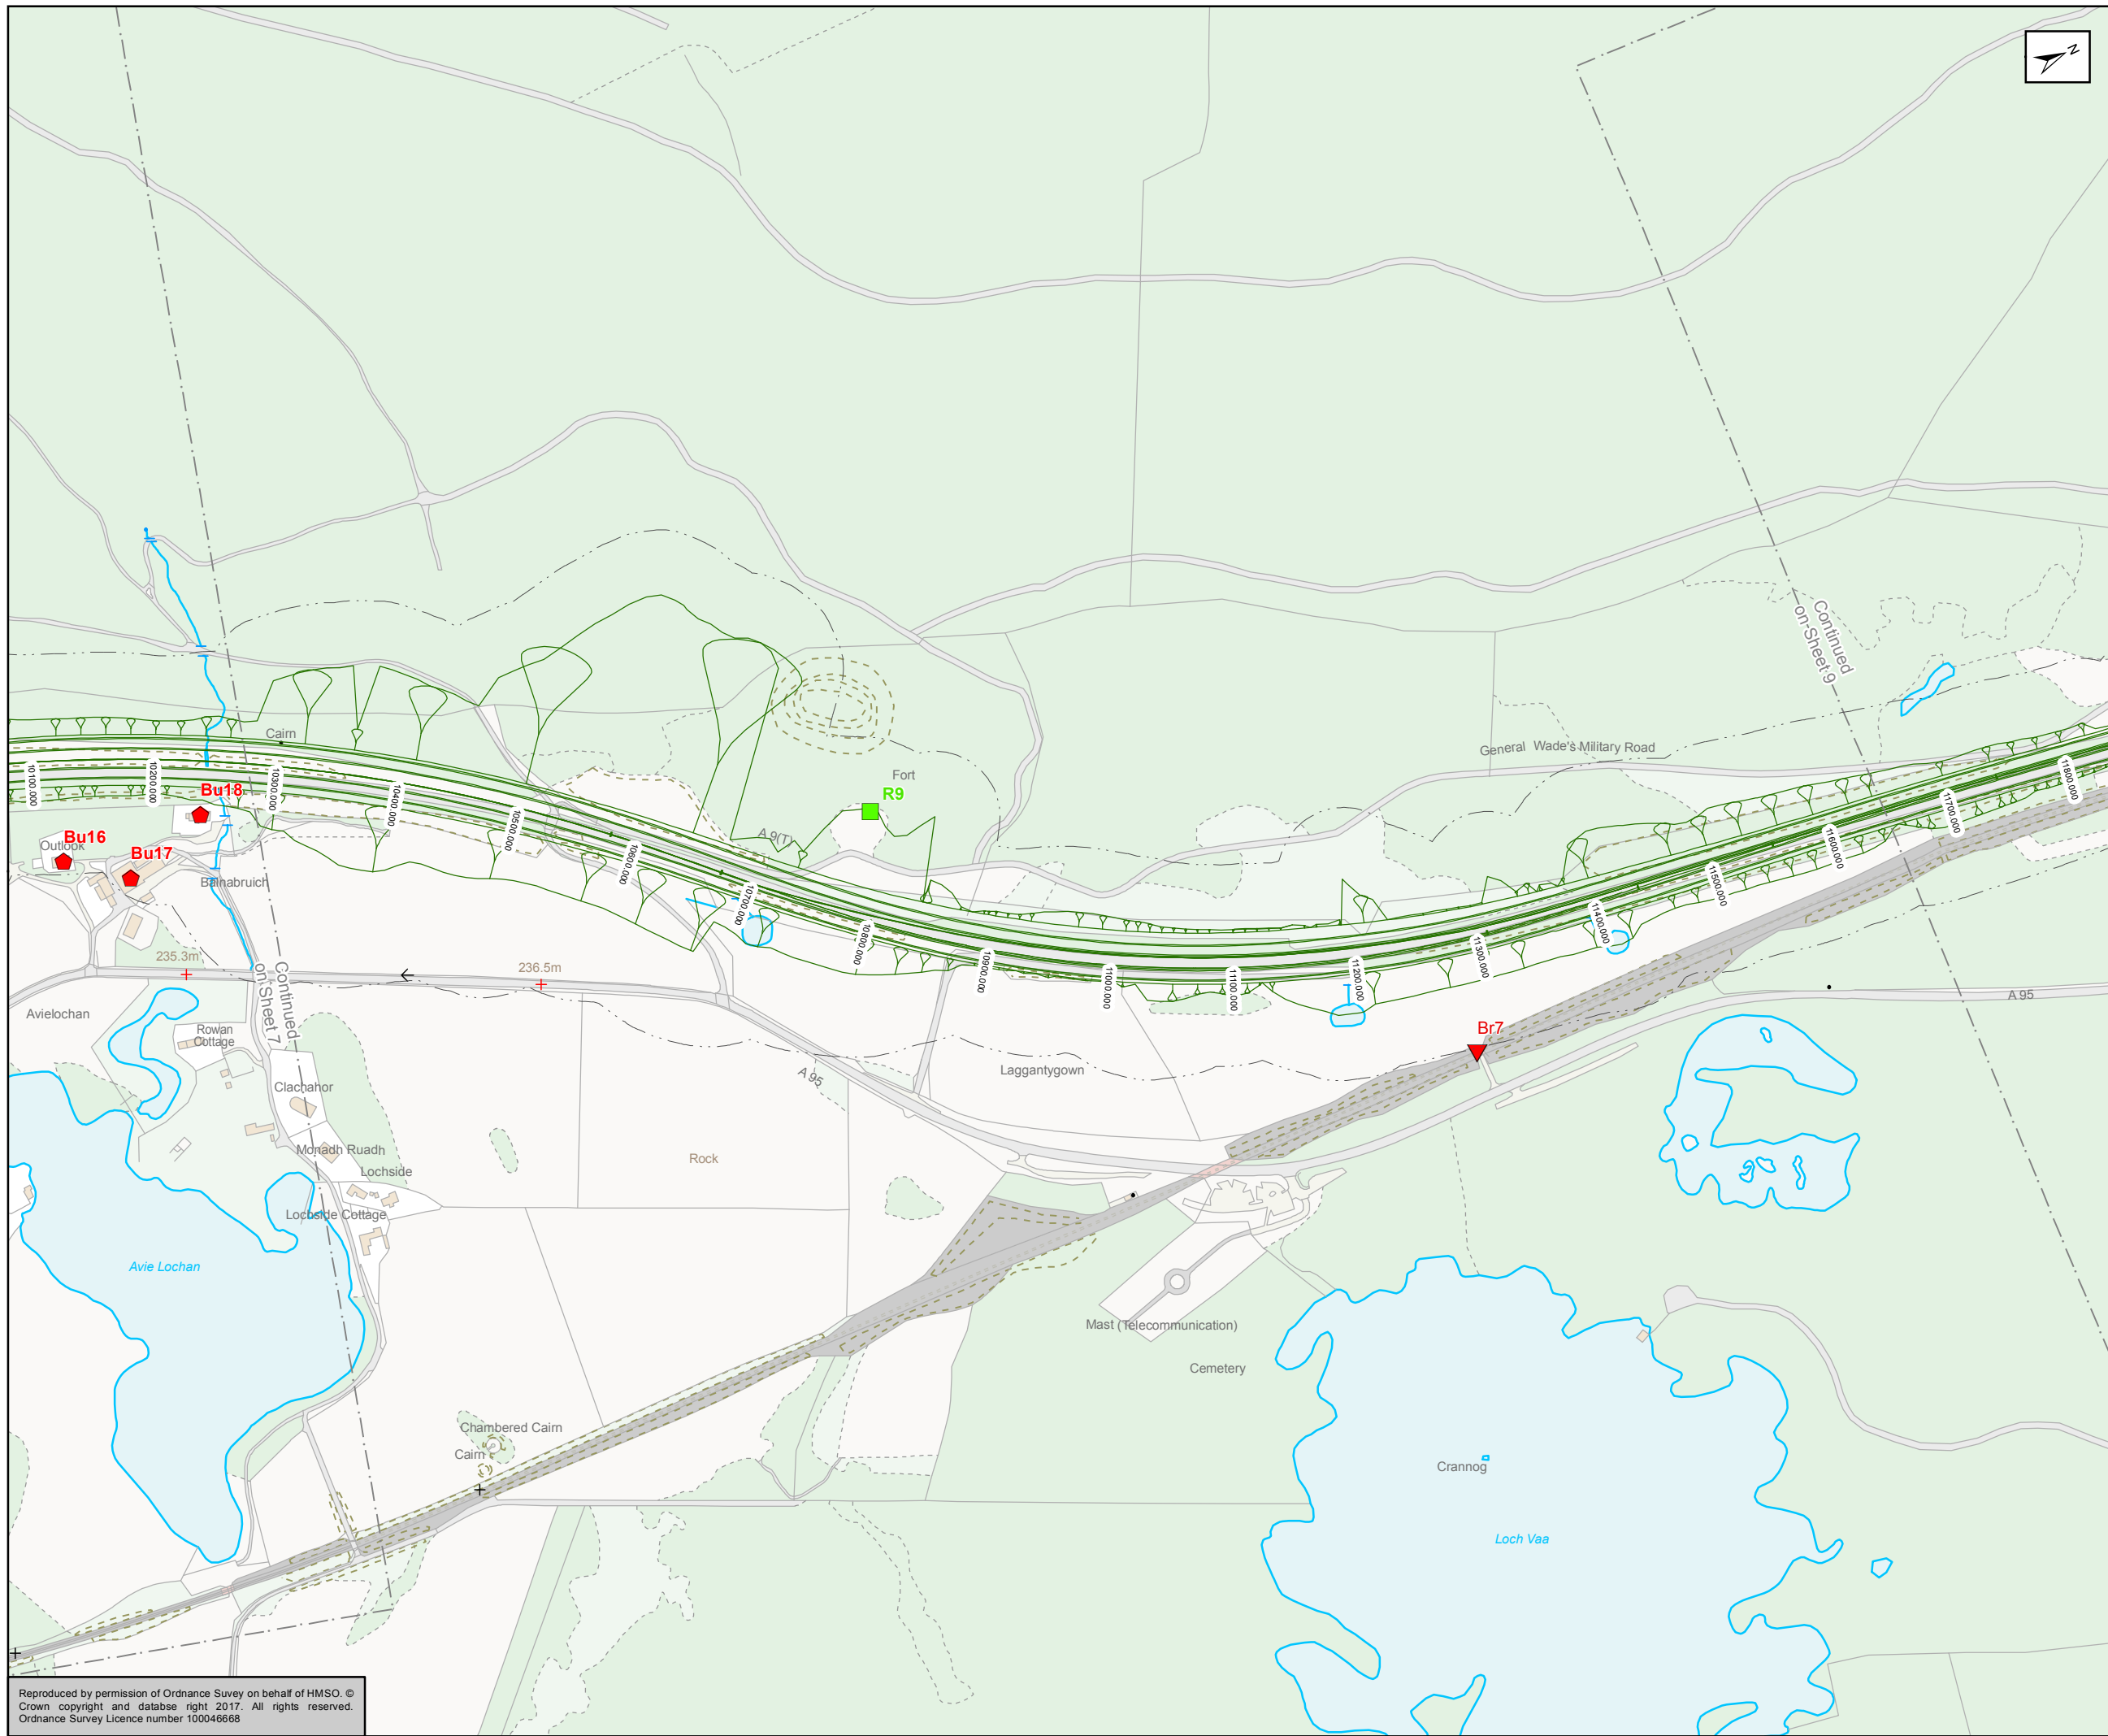 N
Continued
on-Sheet 9
General Wade's Military Road
Cairn
Fort
R9
A 9(T)
10100.000
10200.000
10300.000
10400.000
10500.000
10600.000
10700.000
10800.000
10900.000
11000.000
11100.000
11200.000
11300.000
11400.000
11500.000
11600.000
11700.000
11800.000
Bu18
Bu16
Outlook
Bu17
Balnabruich
235.3m
236.5m
Continued
on Sheet 7
Avielochan
Rowan
Cottage
Clachahor
Monadh Ruadh
Lochside
Lochside Cottage
Avie Lochan
A 95
Rock
Laggantygown
Br7
A 95
Mast (Telecommunication)
Cemetery
Chambered Cairn
Cairn
Crannog
Loch Vaa
Reproduced by permission of Ordnance Suvey on behalf of HMSO. ©
Crown copyright and databse right 2017. All rights reserved.
Ordnance Survey Licence number 100046668